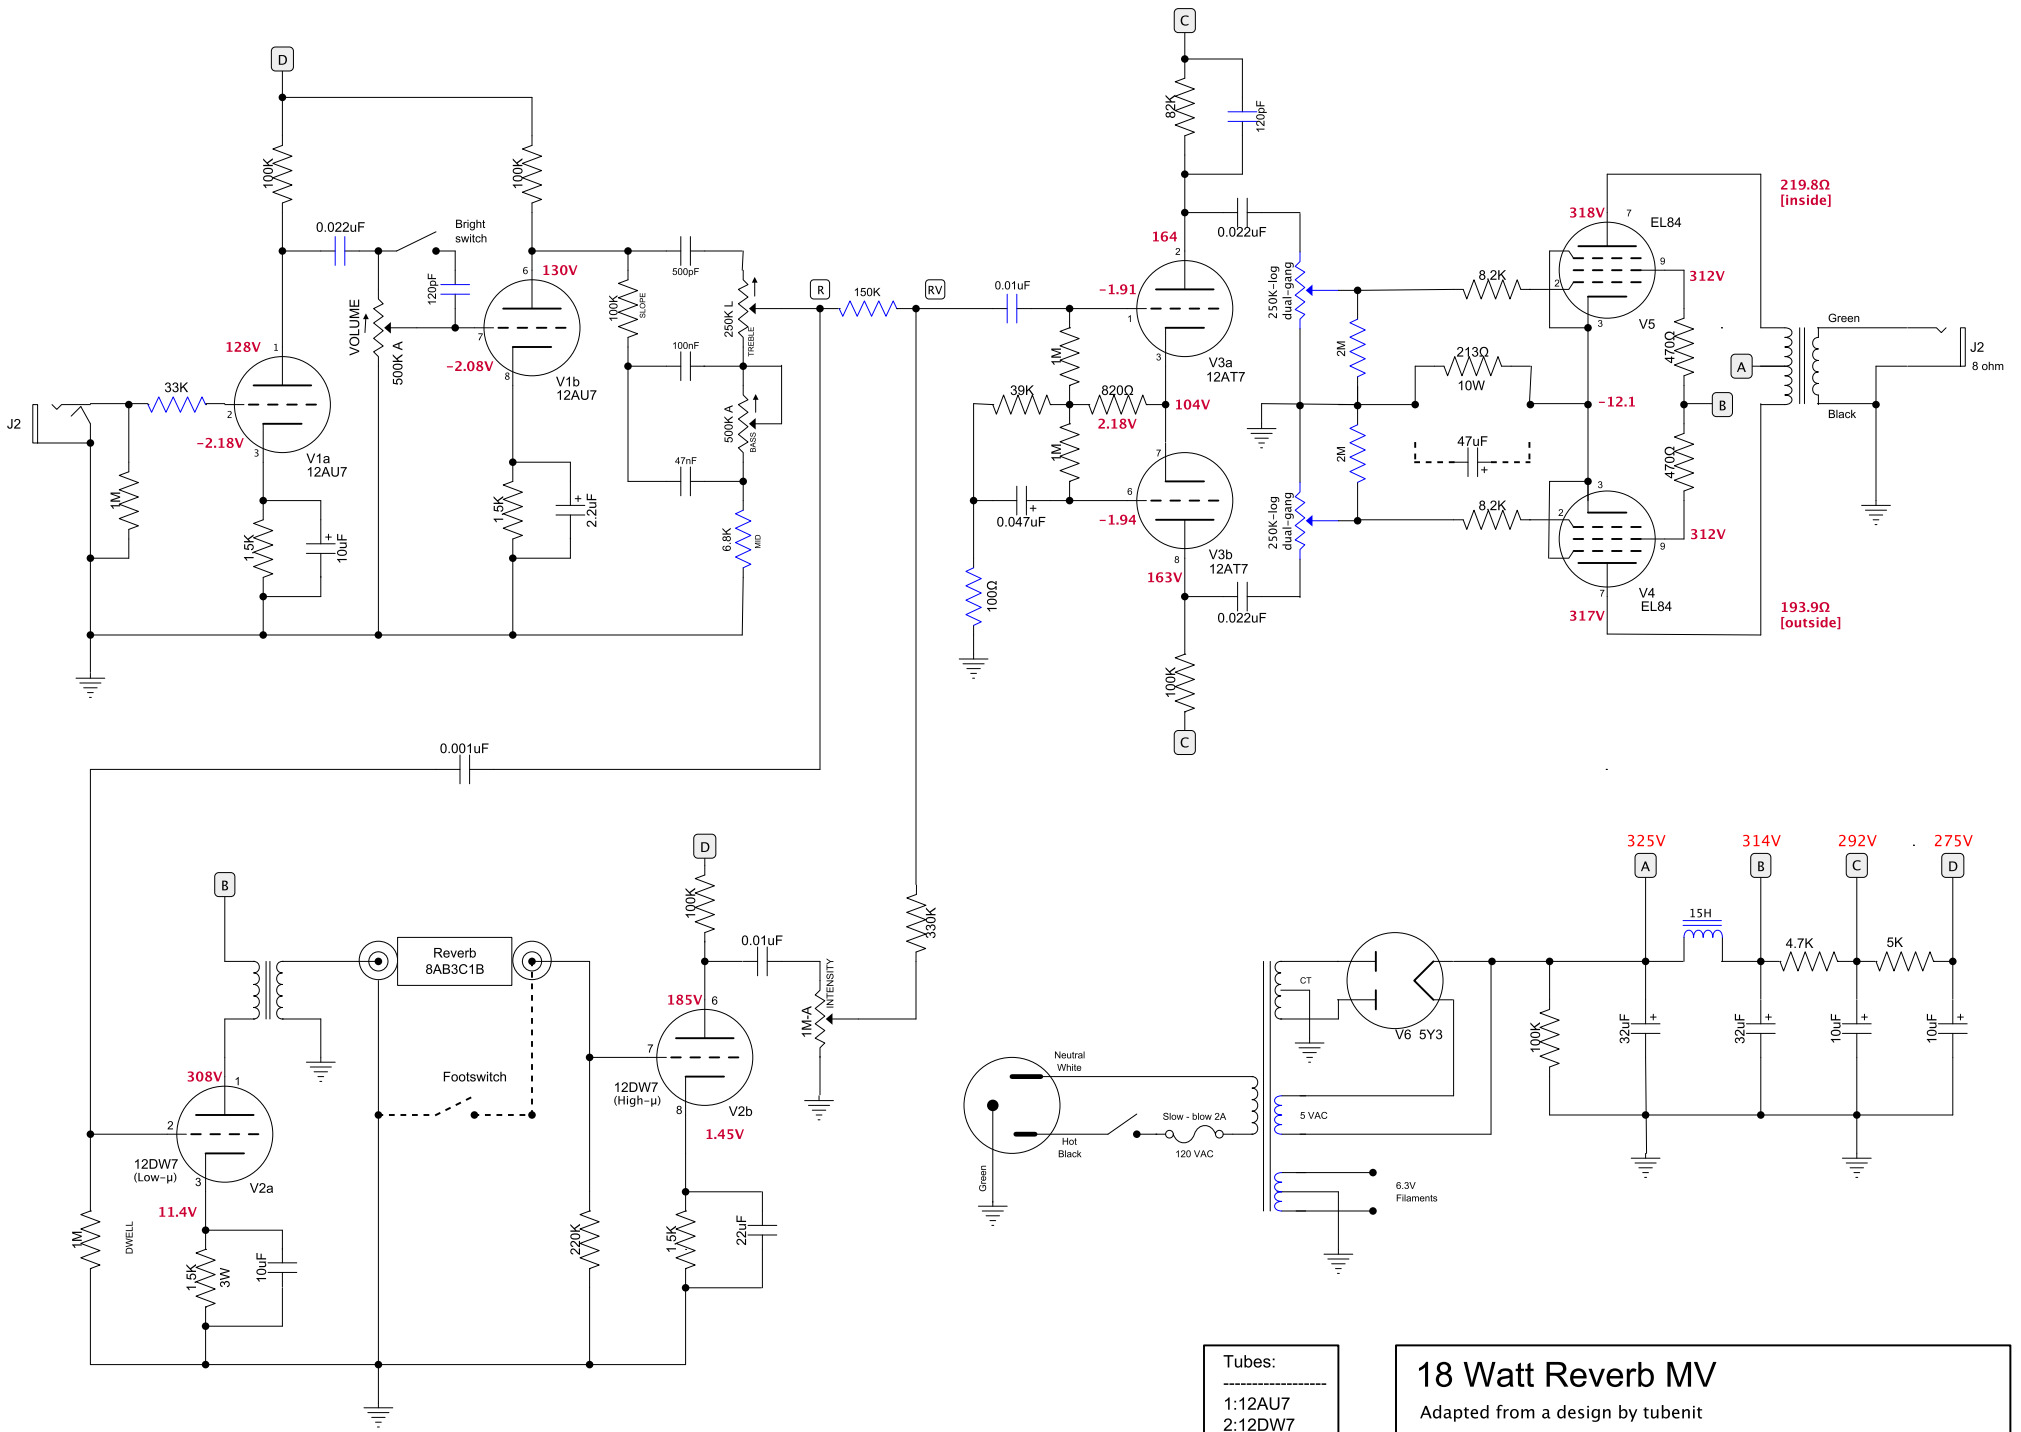 D
100K
100K
0.022uF
Bright
switch
120pF
VOLUME
500K A
128V
1
33K
2
J2
-2.18V
3
V1a
12AU7
1M
1.5K
+
10uF
6
130V
7
-2.08V
8
V1b
12AU7
1.5K
+
2.2uF
500pF
100K
SLOPE
250K L
TREBLE
100nF
500K A
BASS
47nF
6.8K
MID
R
150K
RV
0.01uF
C
82K
120pF
0.022uF
164
2
-1.91
1
3
V3a
12AT7
1M
39K
820Ω
2.18V
104V
1M
7
6
-1.94
+
0.047uF
100Ω
V3b
12AT7
8
163V
0.022uF
100K
C
250K-log
dual-gang
250K-log
dual-gang
2M
2M
8.2K
8.2K
213Ω
10W
47uF
+
-12.1
318V
7
EL84
9
312V
2
3
V5
470Ω
470Ω
B
A
219.8Ω
[inside]
Green
J2
8 ohm
Black
3
2
9
312V
V4
EL84
7
317V
193.9Ω
[outside]
0.001uF
B
308V
1
2
12DW7
(Low-μ)
3
V2a
11.4V
1M
DWELL
1.5K
3W
10uF
Reverb
8AB3C1B
Footswitch
D
100K
0.01uF
185V
6
7
12DW7
(High-μ)
8
V2b
1.45V
220K
1.5K
22uF
1M-A
INTENSITY
330K
Neutral
White
Hot
Black
Green
Slow - blow 2A
120 VAC
CT
5 VAC
6.3V
Filaments
V6 5Y3
100K
325V
A
314V
B
292V
C
275V
D
15H
4.7K
5K
32uF
+
32uF
+
10uF
+
10uF
+
Tubes:
------------------
1:12AU7
2:12DW7
18 Watt Reverb MV
Adapted from a design by tubenit